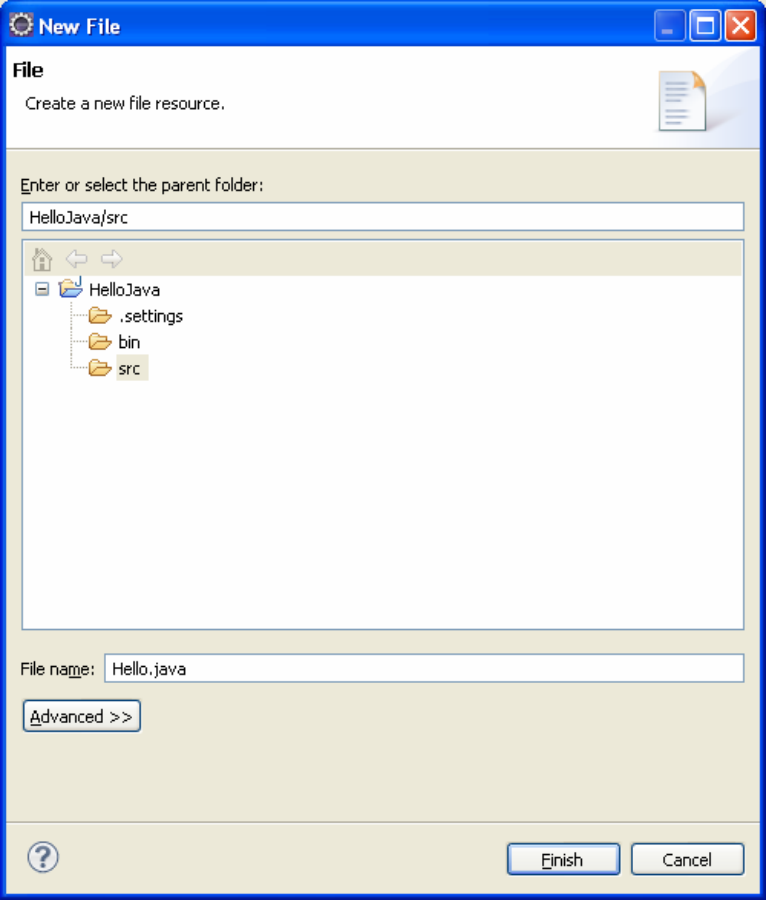 New File
File
Create a new file resource.
Enter or select the parent folder:
HelloJava/src
HelloJava
.settings
bin
src
File name: Hello.java
Advanced >>
Finish Cancel